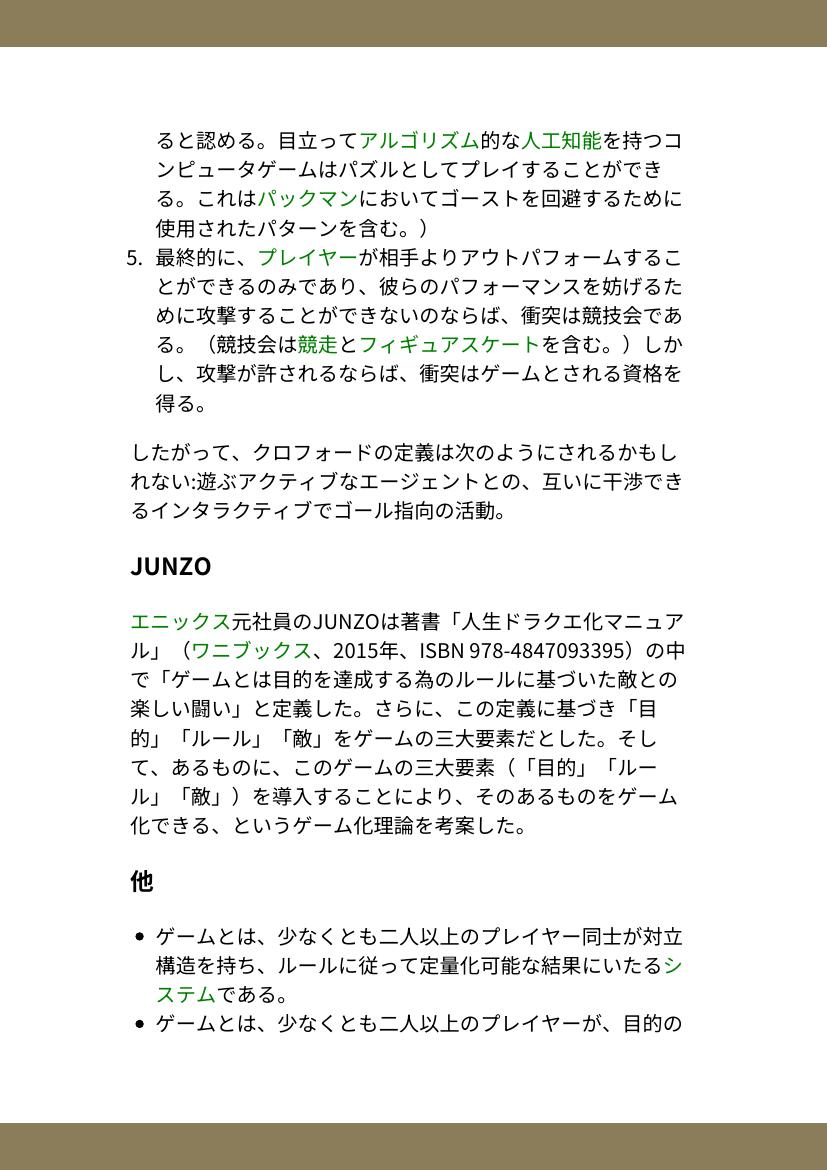 ると認める。目立ってアルゴリズム的な人工知能を持つコ
ンピュータゲームはパズルとしてプレイすることができ
る。これはパックマンにおいてゴーストを回避するために
使用されたパターンを含む。）
5. 最終的に、プレイヤーが相手よりアウトパフォームするこ
とができるのみであり、彼らのパフォーマンスを妨げるた
めに攻撃することができないのならば、衝突は競技会であ
る。（競技会は競走とフィギュアスケートを含む。）しか
し、攻撃が許されるならば、衝突はゲームとされる資格を
得る。
したがって、クロフォードの定義は次のようにされるかもし
れない:遊ぶアクティブなエージェントとの、互いに干渉でき
るインタラクティブでゴール指向の活動。
JUNZO
エニックス元社員のJUNZOは著書「人生ドラクエ化マニュア
ル」（ワニブックス、2015年、ISBN 978-4847093395）の中
で「ゲームとは目的を達成する為のルールに基づいた敵との
楽しい闘い」と定義した。さらに、この定義に基づき「目
的」「ルール」「敵」をゲームの三大要素だとした。そし
て、あるものに、このゲームの三大要素（「目的」「ルー
ル」「敵」）を導入することにより、そのあるものをゲーム
化できる、というゲーム化理論を考案した。
他
• ゲームとは、少なくとも二人以上のプレイヤー同士が対立
構造を持ち、ルールに従って定量化可能な結果にいたるシ
ステムである。
• ゲームとは、少なくとも二人以上のプレイヤーが、目的の